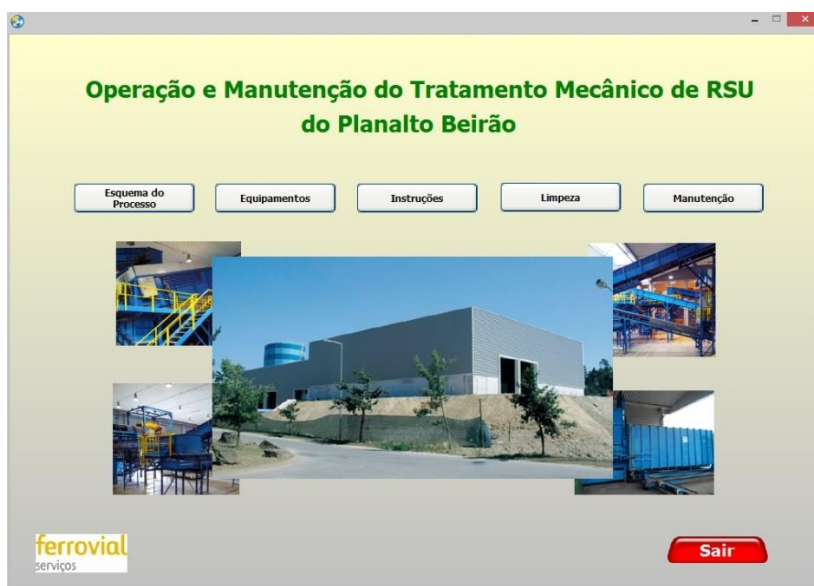 Operação e Manutenção do Tratamento Mecânico de RSU
do Planalto Beirão
Esquema do
Processo
Equipamentos
Instruções
Limpeza
Manutenção
ferrovial
serviços
Sair